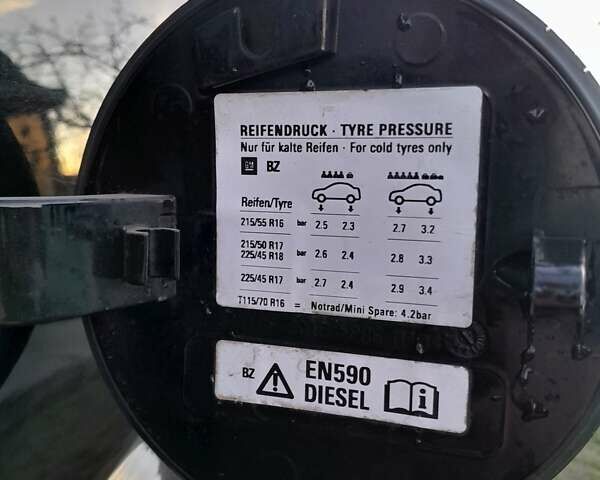 REIFENDRUCK · TYRE PRESSURE
Nur für kalte Reifen · For cold tyres only
GM BZ
Reifen/Tyre
215/55 R16 bar 2.5 2.3 2.7 3.2
215/50 R17
225/45 R18 bar 2.6 2.4 2.8 3.3
225/45 R17 bar 2.7 2.4 2.9 3.4
T115/70 R16 = Notrad/Mini Spare: 4.2bar
BZ EN590
DIESEL